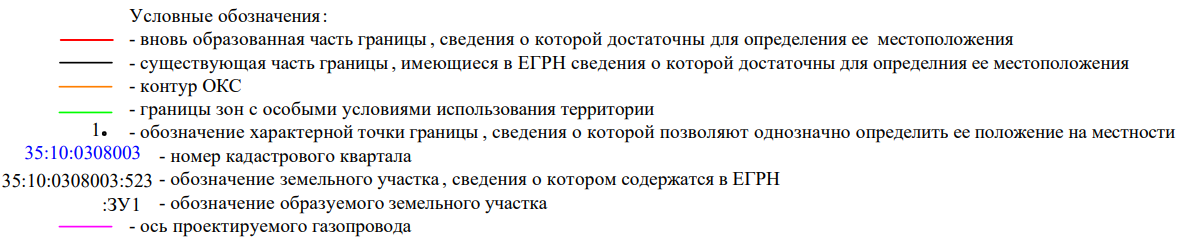 Условные обозначения:
- вновь образованная часть границы, сведения о которой достаточны для определения ее местоположения
- существующая часть границы, имеющиеся в ЕГРН сведения о которой достаточны для определния ее местоположения
- контур ОКС
- границы зон с особыми условиями использования территории
1. - обозначение характерной точки границы, сведения о которой позволяют однозначно определить ее положение на местности
35:10:0308003 - номер кадастрового квартала
35:10:0308003:523 - обозначение земельного участка, сведения о котором содержатся в ЕГРН
:ЗУ1 - обозначение образуемого земельного участка
- ось проектируемого газопровода